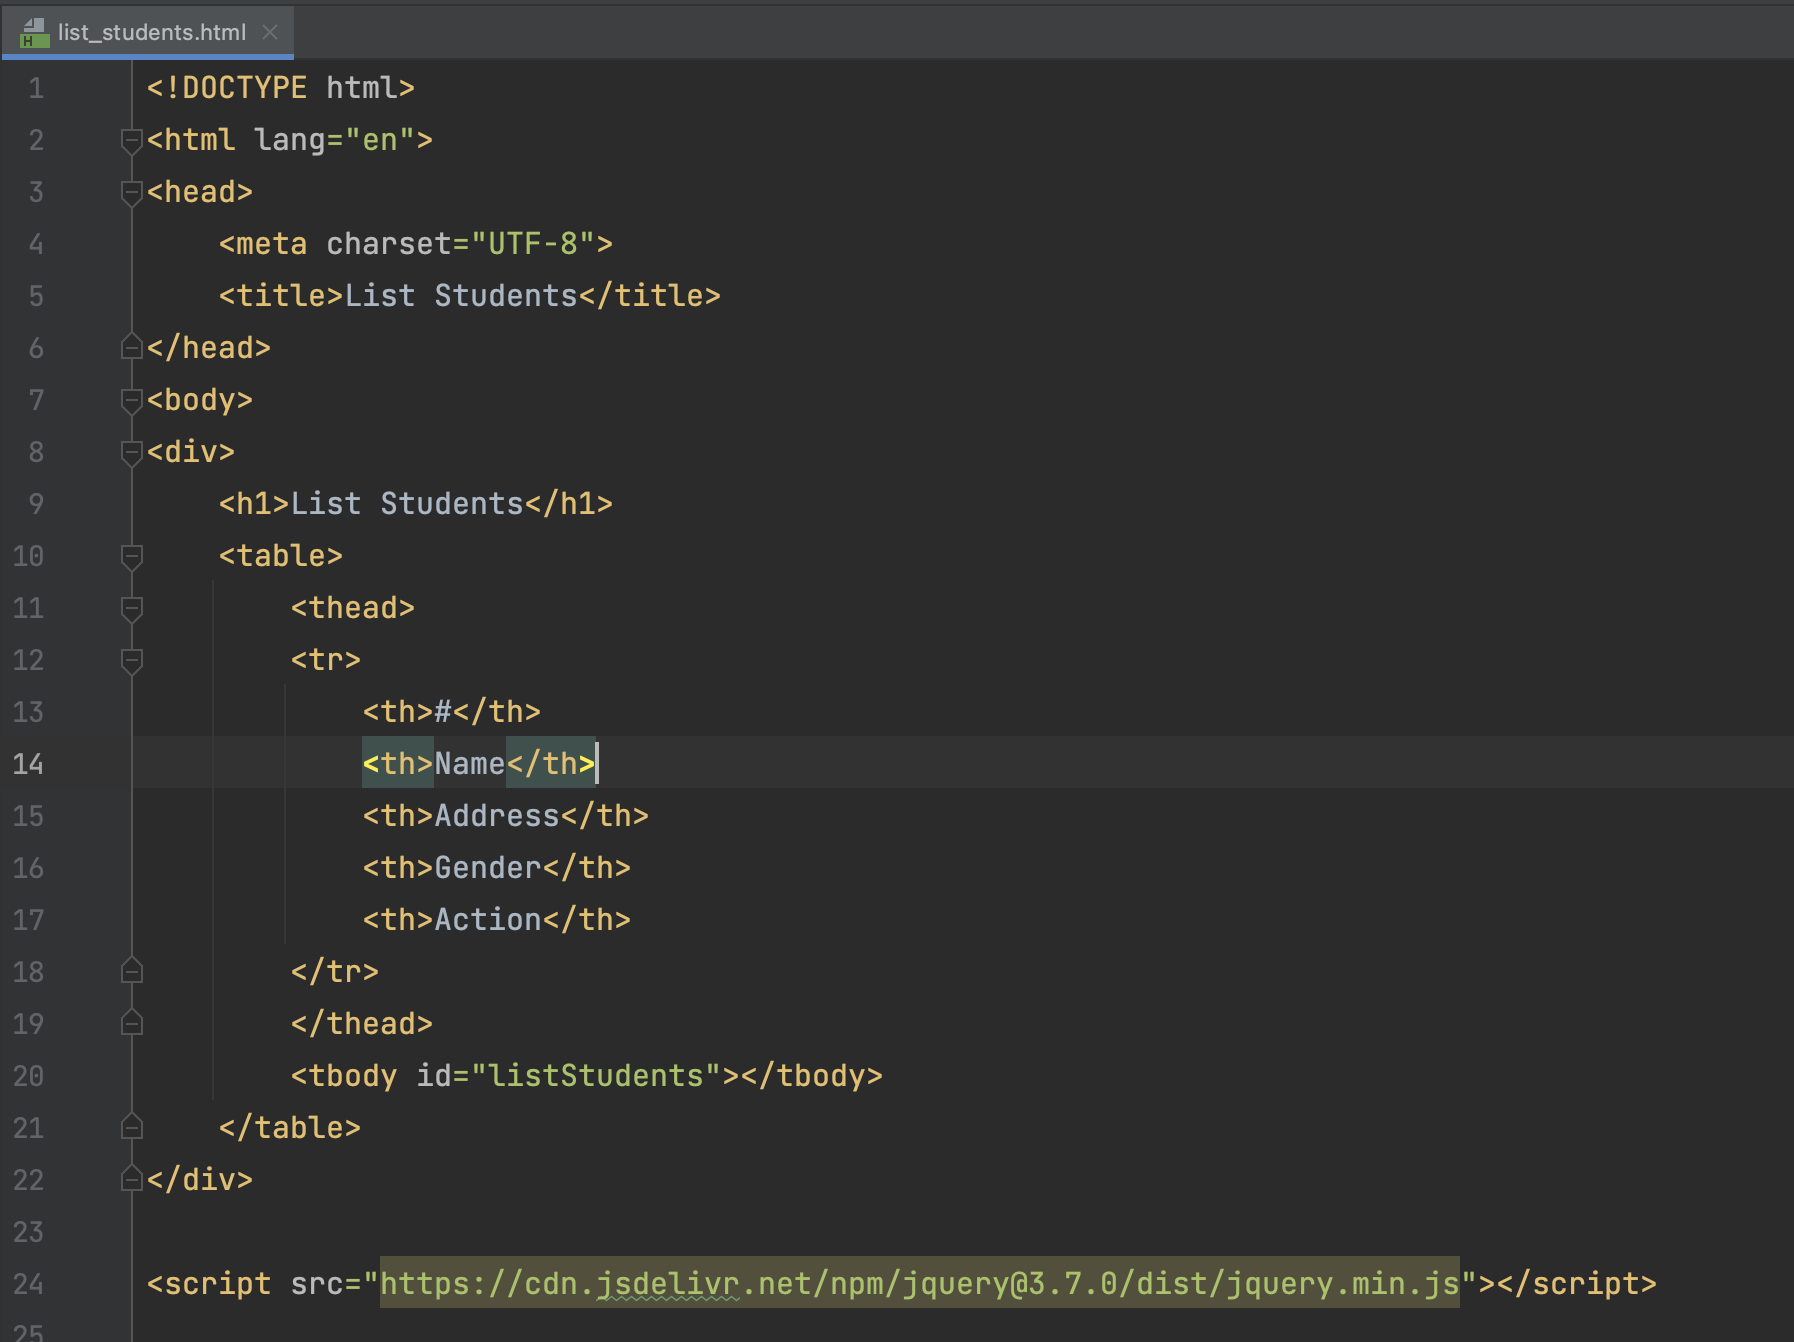 list_students.html
1 <!DOCTYPE html>
2 <html lang="en">
3 <head>
4     <meta charset="UTF-8">
5     <title>List Students</title>
6 </head>
7 <body>
8 <div>
9     <h1>List Students</h1>
10     <table>
11         <thead>
12         <tr>
13             <th>#</th>
14             <th>Name</th>
15             <th>Address</th>
16             <th>Gender</th>
17             <th>Action</th>
18         </tr>
19         </thead>
20         <tbody id="listStudents"></tbody>
21     </table>
22 </div>
23
24 <script src="https://cdn.jsdelivr.net/npm/jquery@3.7.0/dist/jquery.min.js"></script>
25